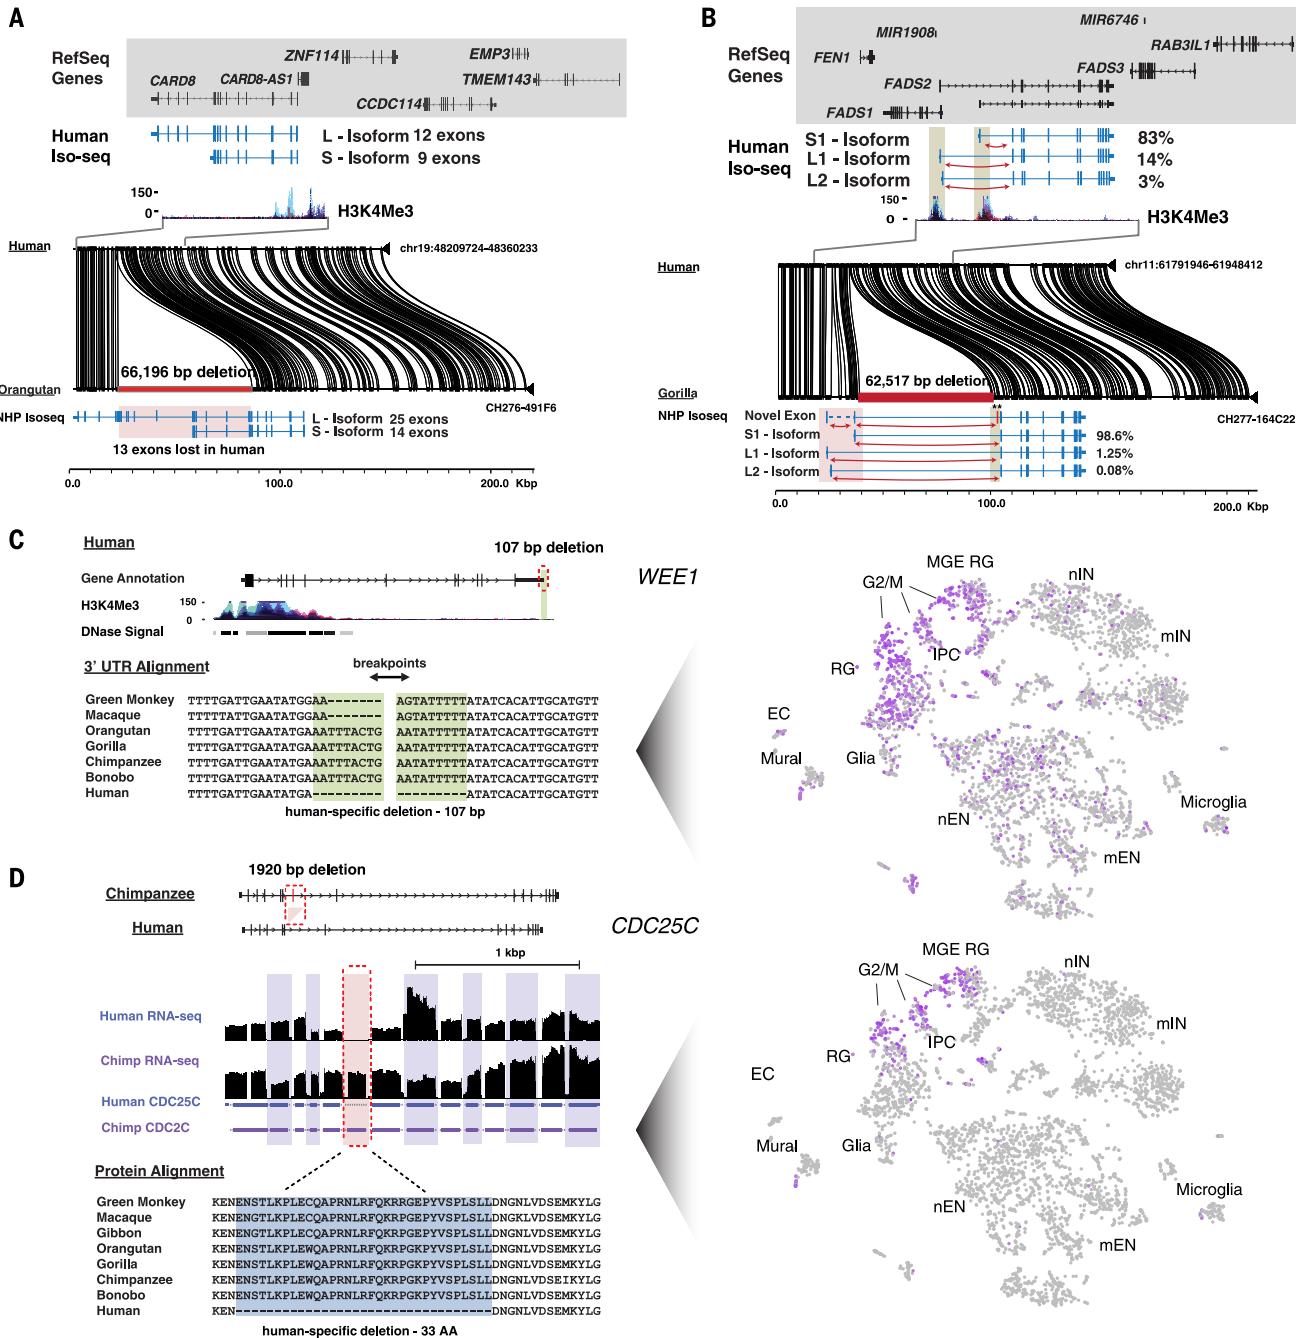 A
RefSeq
Genes
ZNF114
EMP3
CARD8
CARD8-AS1
TMEM143
CCDC114
Human
Iso-seq
L - Isoform 12 exons
S - Isoform 9 exons
150
0
H3K4Me3
Human
chr19:48209724-48360233
66,196 bp deletion
Orangutan
CH276-491F6
NHP Isoseq
L - Isoform 25 exons
S - Isoform 14 exons
13 exons lost in human
0.0
100.0
200.0 Kbp
B
RefSeq
Genes
MIR6746
MIR1908
RAB3IL1
FEN1
FADS3
FADS2
FADS1
Human
Iso-seq
S1 - Isoform 83%
L1 - Isoform 14%
L2 - Isoform 3%
150
0
H3K4Me3
Human
chr11:61791946-61948412
62,517 bp deletion
Gorilla
CH277-164C22
NHP Isoseq
Novel Exon
**
S1 - Isoform 98.6%
L1 - Isoform 1.25%
L2 - Isoform 0.08%
0.0
100.0
200.0 Kbp
C
Human
107 bp deletion
WEE1
Gene Annotation
H3K4Me3
150
0
DNase Signal
3' UTR Alignment
breakpoints
Green Monkey TTTTGATTGAATATGGAA------- AGTATTTTTTATATCACATTGCATGTT
Macaque TTTTTATTGAATATGGAA------- AGTATTTTTTATATCACATTGCATGTT
Orangutan TTTTGATTGAATATGAAATTTACTG AATATTTTTTATATCACATTGCATGTT
Gorilla TTTTGATTGAATATGAAATTTACTG AATATTTTTTATATCACATTGCATGTT
Chimpanzee TTTTGATTGAATATGAAATTTACTG AATATTTTTTATATCACATTGCATGTT
Bonobo TTTTGATTGAATATGAAATTTACTG AATATTTTTTATATCACATTGCATGTT
Human TTTTGATTGAATATGA--------- ---------ATATCACATTGCATGTT
human-specific deletion - 107 bp
MGE RG
G2/M
nIN
mIN
RG
IPC
EC
Mural
Glia
nEN
mEN
Microglia
D
1920 bp deletion
Chimpanzee
Human
CDC25C
1 kbp
Human RNA-seq
Chimp RNA-seq
Human CDC25C
Chimp CDC2C
Protein Alignment
Green Monkey KENENSTLKPLECQAPRNLRFQKRRGEPYVSPLSLLDNGNLVDSEMKYLG
Macaque KENENGTLKPLECQAPRNLRFQKRRGEPYVSPLSLLDNGNLVDSEMKYLG
Gibbon KENENGTLKPLECQAPRNLRFQKRPGEPYVSPLSLLDNGNLVDSEMKYLG
Orangutan KENENSTLKPLEWQAPRNLRFQKRPGKPYVSPLSLLDNGNLVDSEMKYLG
Gorilla KENENSTLKPLEWQAPRNLRFQKRPGKPYVSPLSLLDNGNLVDSEMKYLG
Chimpanzee KENENSTLKPLEWQAPRNLRFQKRPGKPYVSPLSLLDNGNLVDSEIKYLG
Bonobo KENENSTLKPLEWQAPRNLRFQKRPGKPYVSPLSLLDNGNLVDSEMKYLG
Human KEN---------------------------------DNGNLVDSEMKYLG
human-specific deletion - 33 AA
MGE RG
G2/M
nIN
mIN
RG
IPC
EC
Mural
Glia
nEN
mEN
Microglia